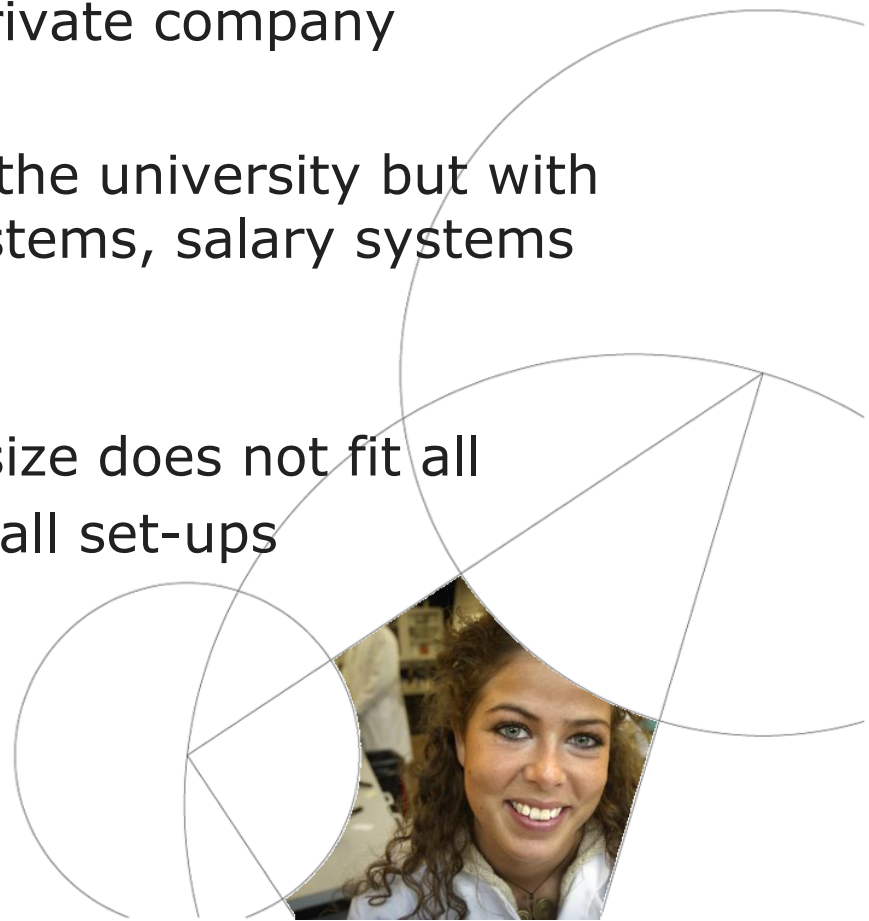 rivate company
the university but with
stems, salary systems
size does not fit all
all set-ups